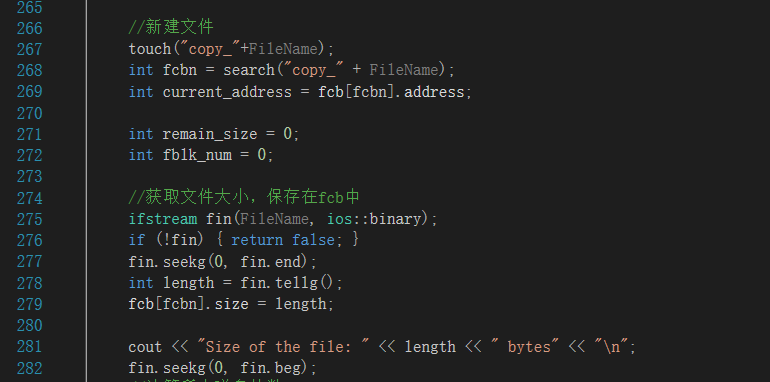 265
266 //新建文件
267 touch("copy_"+FileName);
268 int fcbn = search("copy_" + FileName);
269 int current_address = fcb[fcbn].address;
270
271 int remain_size = 0;
272 int fblk_num = 0;
273
274 //获取文件大小，保存在fcb中
275 ifstream fin(FileName, ios::binary);
276 if (!fin) { return false; }
277 fin.seekg(0, fin.end);
278 int length = fin.tellg();
279 fcb[fcbn].size = length;
280
281 cout << "Size of the file: " << length << " bytes" << "\n";
282 fin.seekg(0, fin.beg);